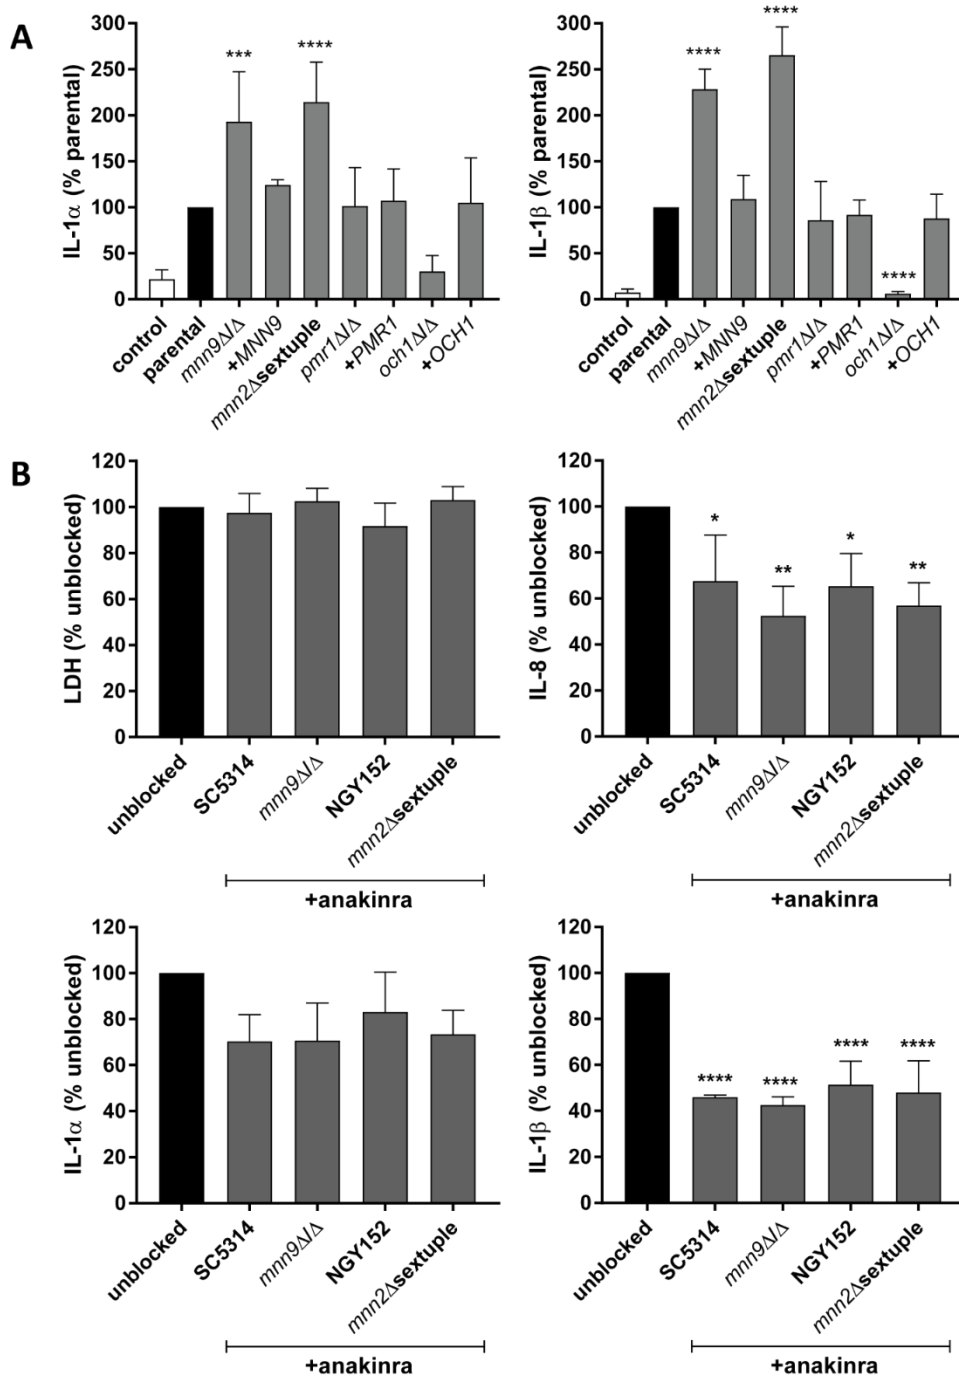 A
IL-1α (% parental)
300
250
200
150
100
50
0
***
****
control
parental
mnn9Δ/Δ
+MNN9
mnn2Δsextuple
pmr1Δ/Δ
+PMR1
och1Δ/Δ
+OCH1
IL-1β (% parental)
300
250
200
150
100
50
0
****
****
****
control
parental
mnn9Δ/Δ
+MNN9
mnn2Δsextuple
pmr1Δ/Δ
+PMR1
och1Δ/Δ
+OCH1
B
LDH (% unblocked)
120
100
80
60
40
20
0
unblocked
SC5314
mnn9Δ/Δ
NGY152
mnn2Δsextuple
+anakinra
IL-8 (% unblocked)
120
100
80
60
40
20
0
*
**
*
**
unblocked
SC5314
mnn9Δ/Δ
NGY152
mnn2Δsextuple
+anakinra
IL-1α (% unblocked)
120
100
80
60
40
20
0
unblocked
SC5314
mnn9Δ/Δ
NGY152
mnn2Δsextuple
+anakinra
IL-1β (% unblocked)
120
100
80
60
40
20
0
****
****
****
****
unblocked
SC5314
mnn9Δ/Δ
NGY152
mnn2Δsextuple
+anakinra